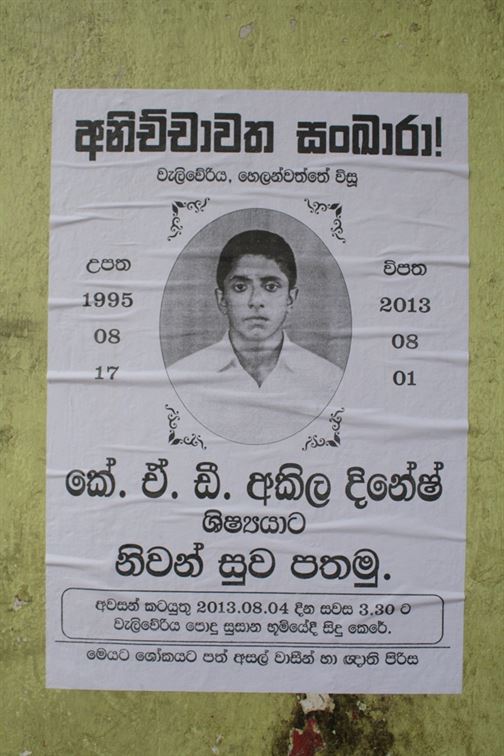 අනිච්චාවත සංඛාරා!
වැලිවේරිය, හෙලන්වත්තේ විසූ
උපත
1995
08
17
විපත
2013
08
01
කේ. ඒ. ඩී. අකිල දිනේෂ්
ශිෂ්‍යයාට
නිවන් සුව පතමු.
අවසන් කටයුතු 2013.08.04 දින සවස 3.30 ට
වැලිවේරිය පොදු සුසාන භූමියේදී සිදු කෙරේ.
මෙයට ශෝකයට පත් අසල් වාසීන් හා ඥාති පිරිස